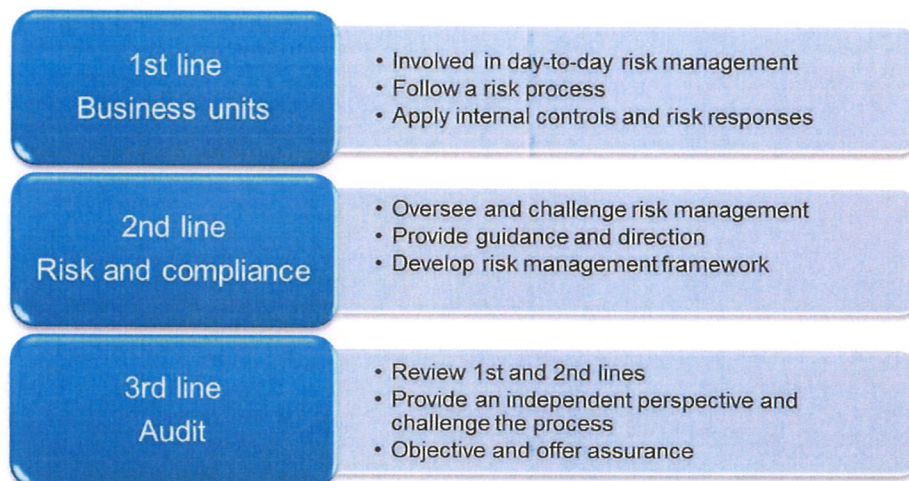 1st line
Business units
• Involved in day-to-day risk management
• Follow a risk process
• Apply internal controls and risk responses
2nd line
Risk and compliance
• Oversee and challenge risk management
• Provide guidance and direction
• Develop risk management framework
3rd line
Audit
• Review 1st and 2nd lines
• Provide an independent perspective and
challenge the process
• Objective and offer assurance